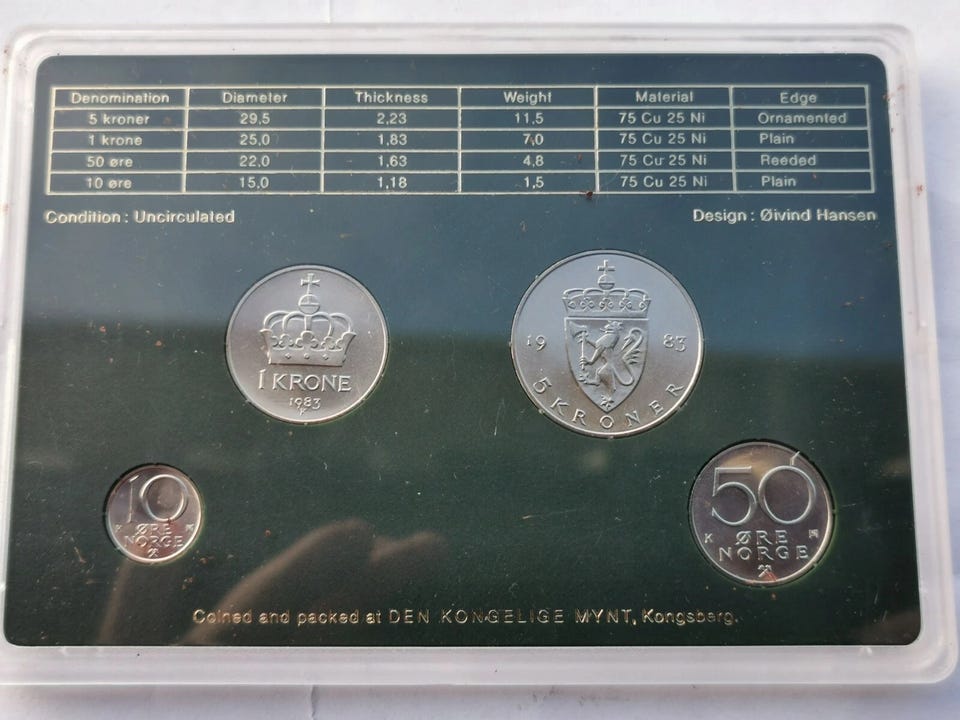 Denomination Diameter Thickness Weight Material Edge
5 kroner 29,5 2,23 11,5 75 Cu 25 Ni Ornamented
1 krone 25,0 1,83 7,0 75 Cu 25 Ni Plain
50 øre 22,0 1,63 4,8 75 Cu 25 Ni Reeded
10 øre 15,0 1,18 1,5 75 Cu 25 Ni Plain
Condition : Uncirculated Design : Øivind Hansen
1 KRONE
1983
K
19 83
5 KRONER
10
ØRE
NORGE
50
K ØRE
NORGE
Coined and packed at DEN KONGELIGE MYNT, Kongsberg.